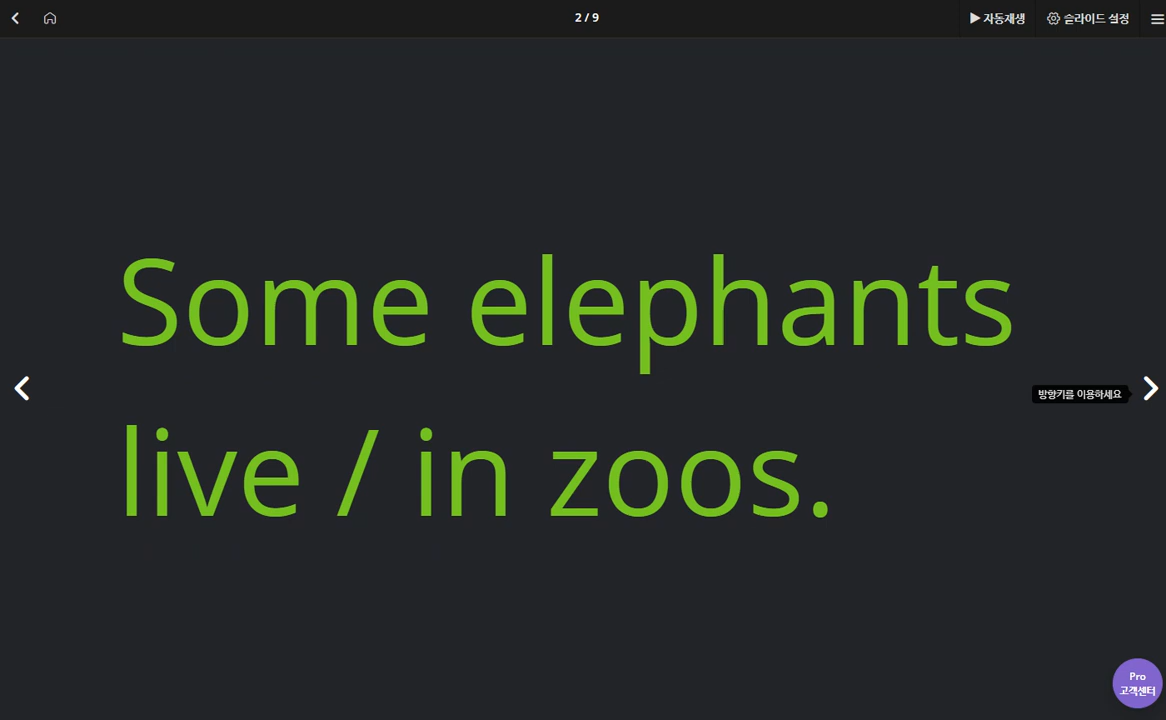 2 / 9
자동재생
슬라이드 설정
Some elephants
live / in zoos.
방향키를 이용하세요
Pro
고객센터